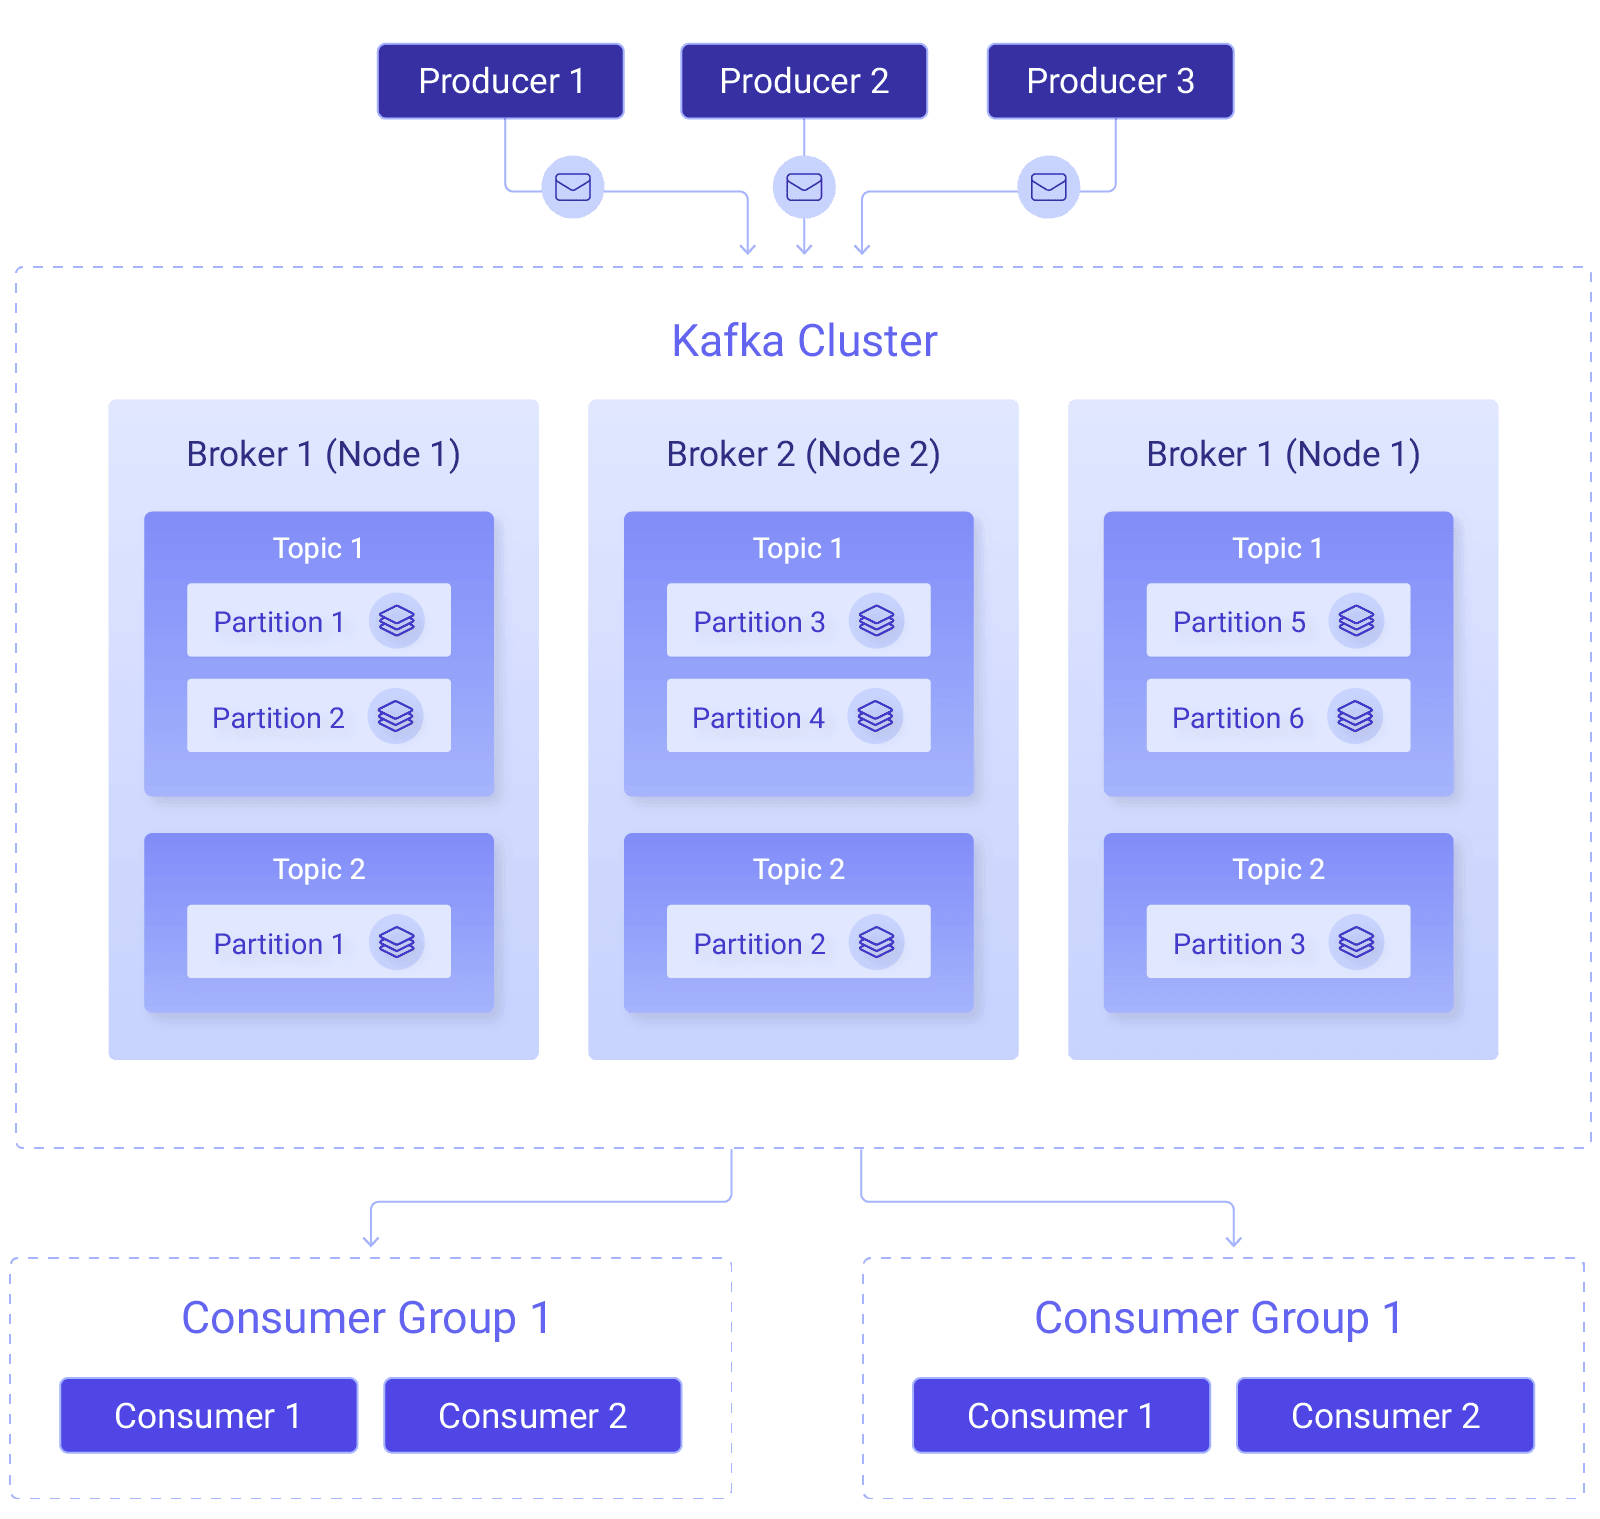 Producer 1
Producer 2
Producer 3
Kafka Cluster
Broker 1 (Node 1)
Topic 1
Partition 1
Partition 2
Topic 2
Partition 1
Broker 2 (Node 2)
Topic 1
Partition 3
Partition 4
Topic 2
Partition 2
Broker 1 (Node 1)
Topic 1
Partition 5
Partition 6
Topic 2
Partition 3
Consumer Group 1
Consumer 1
Consumer 2
Consumer Group 1
Consumer 1
Consumer 2